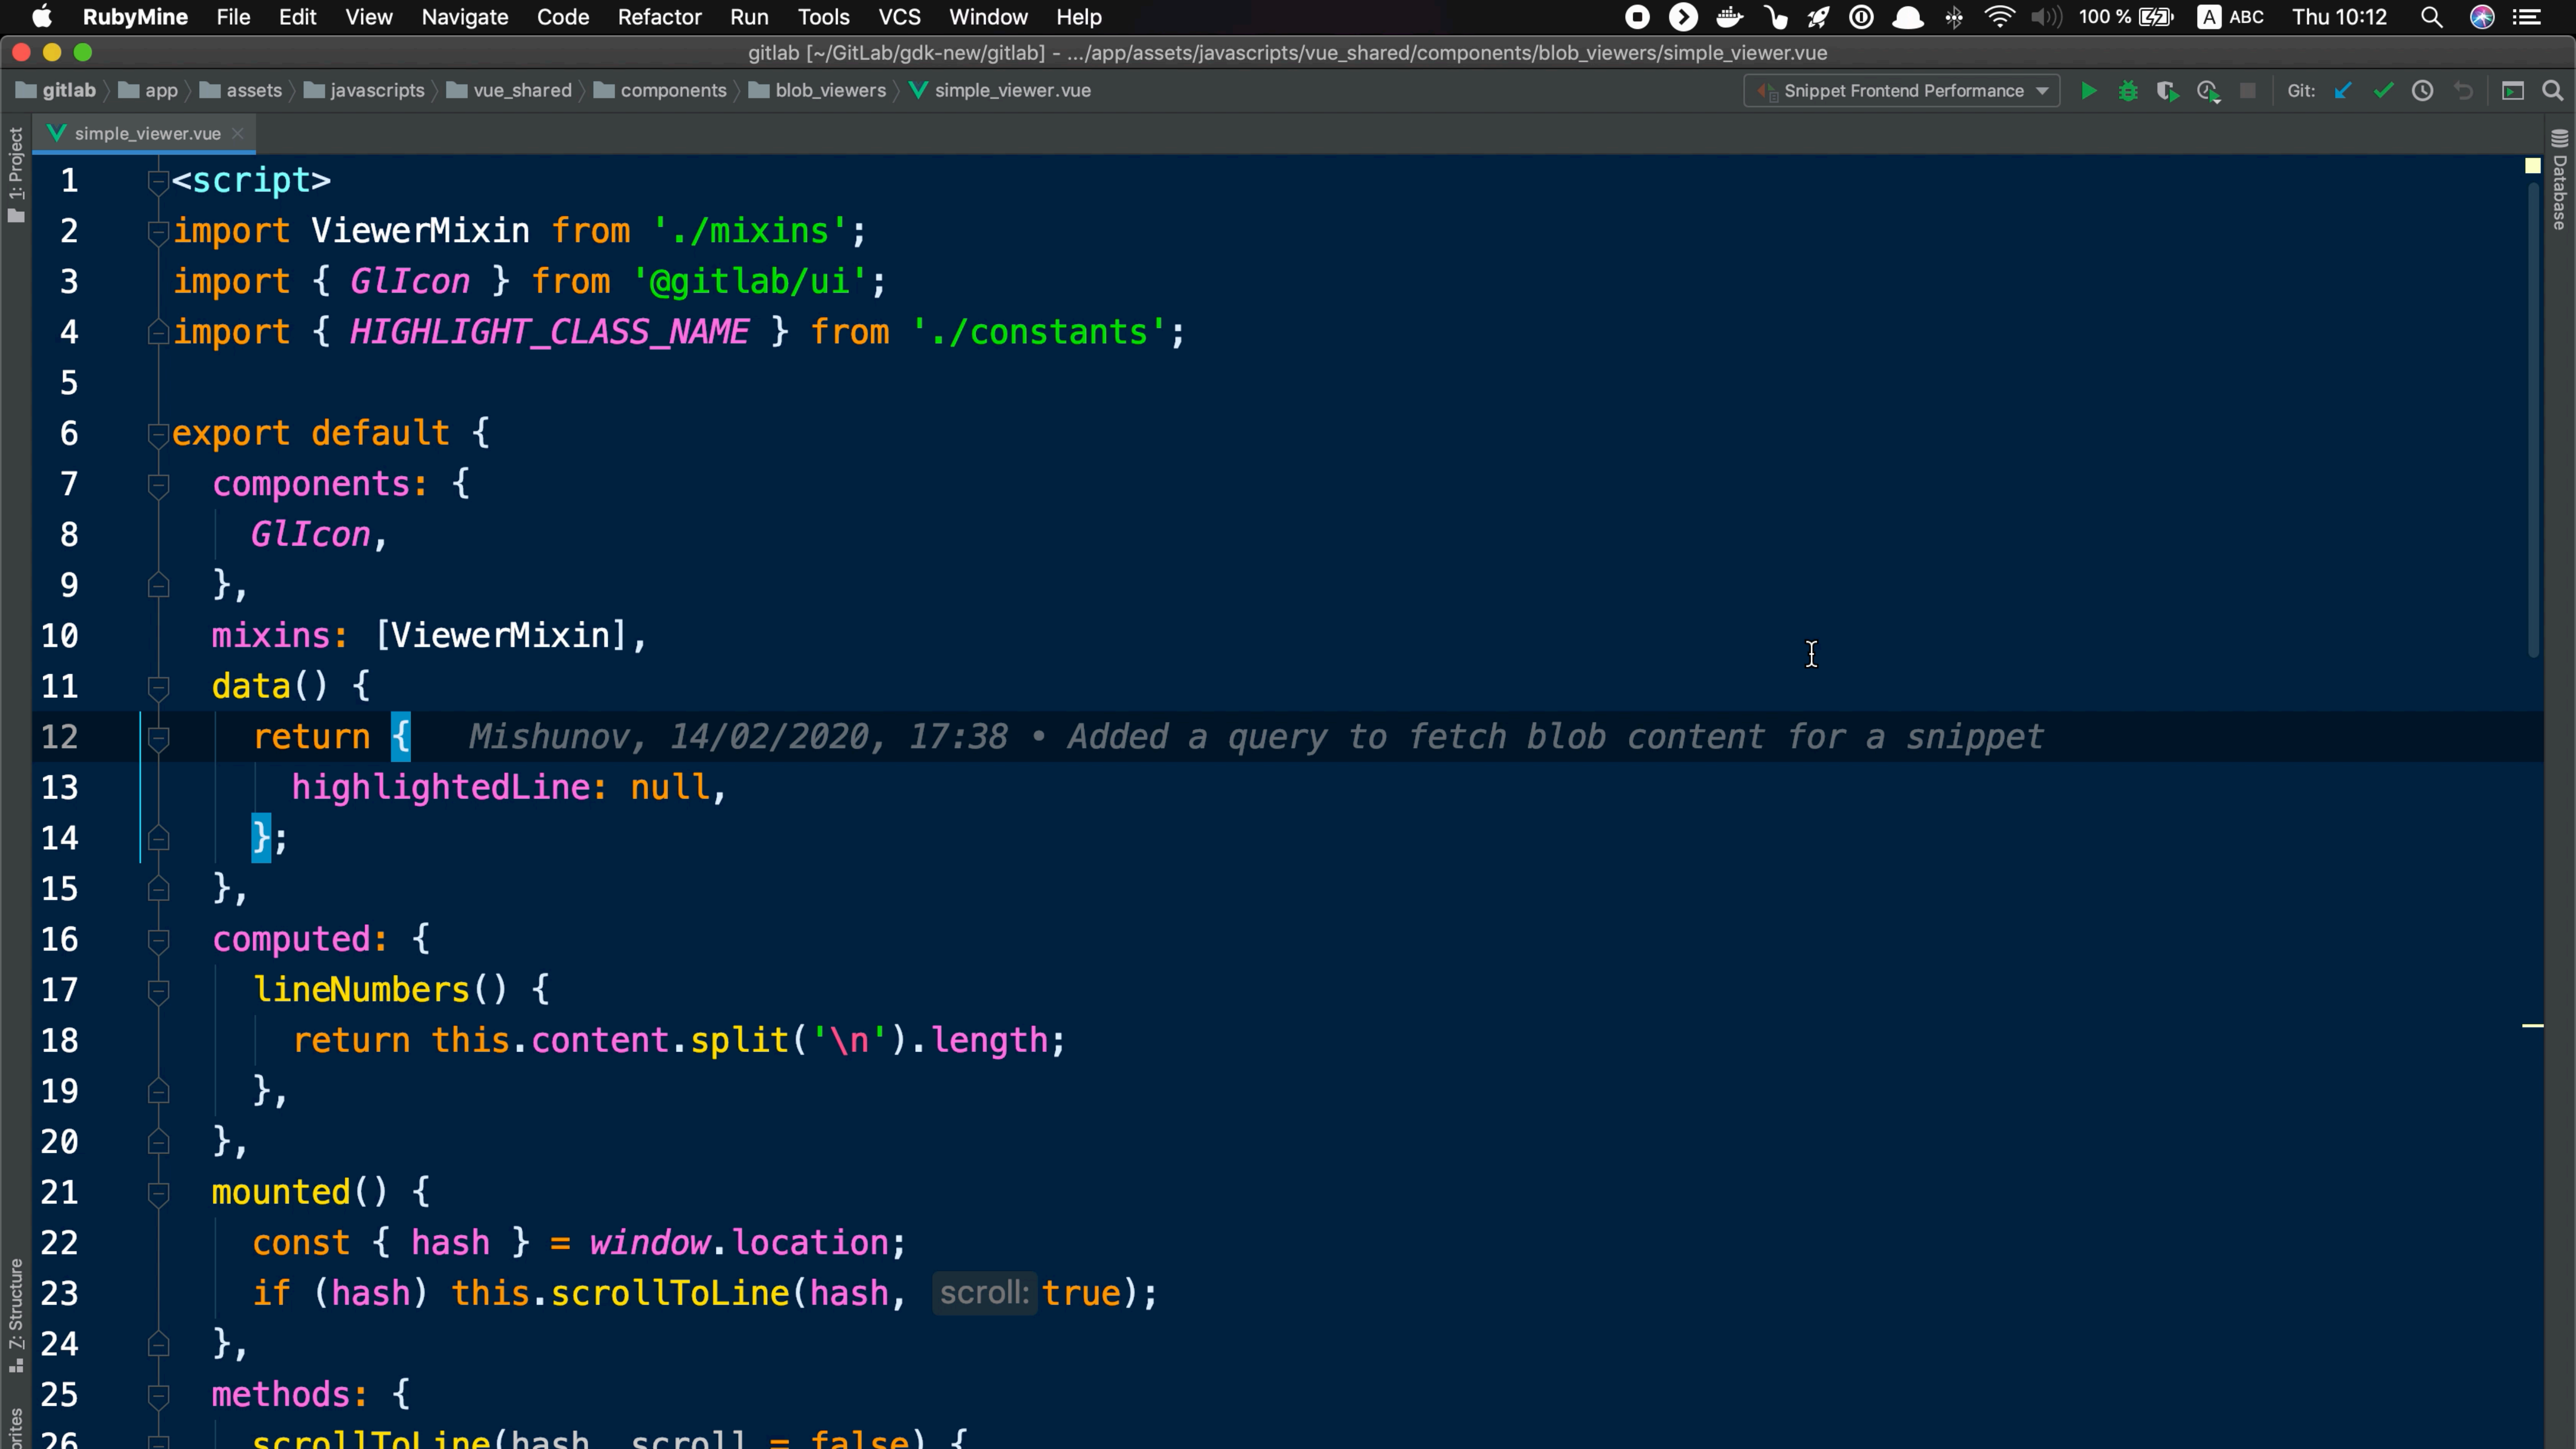 RubyMine File Edit View Navigate Code Refactor Run Tools VCS Window Help 100 % A ABC Thu 10:12
gitlab [~/GitLab/gdk-new/gitlab] - .../app/assets/javascripts/vue_shared/components/blob_viewers/simple_viewer.vue
gitlab app assets javascripts vue_shared components blob_viewers simple_viewer.vue Snippet Frontend Performance Git:
simple_viewer.vue
1: Project
Database
1 <script>
2 import ViewerMixin from './mixins';
3 import { GlIcon } from '@gitlab/ui';
4 import { HIGHLIGHT_CLASS_NAME } from './constants';
5
6 export default {
7 components: {
8 GlIcon,
9 },
10 mixins: [ViewerMixin],
11 data() {
12 return { Mishunov, 14/02/2020, 17:38 • Added a query to fetch blob content for a snippet
13 highlightedLine: null,
14 };
15 },
16 computed: {
17 lineNumbers() {
18 return this.content.split('\n').length;
19 },
20 },
21 mounted() {
22 const { hash } = window.location;
23 if (hash) this.scrollToLine(hash, scroll: true);
24 },
25 methods: {
26 scrollToLine(hash, scroll = false) {
Z: Structure